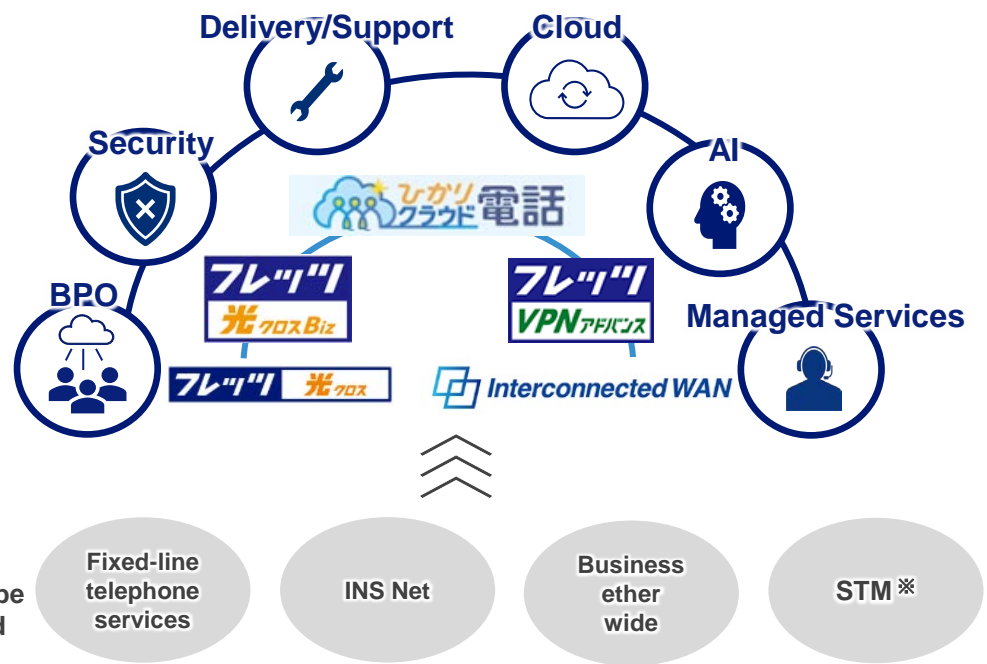 Delivery/Support
Cloud
Security
AI
ひかり
クラウド電話
BPO
フレッツ
光クロスBiz
フレッツ
VPNアドバンス
Managed Services
フレッツ 光クロス
Interconnected WAN
Fixed-line
telephone
services
INS Net
Business
ether
wide
STM※